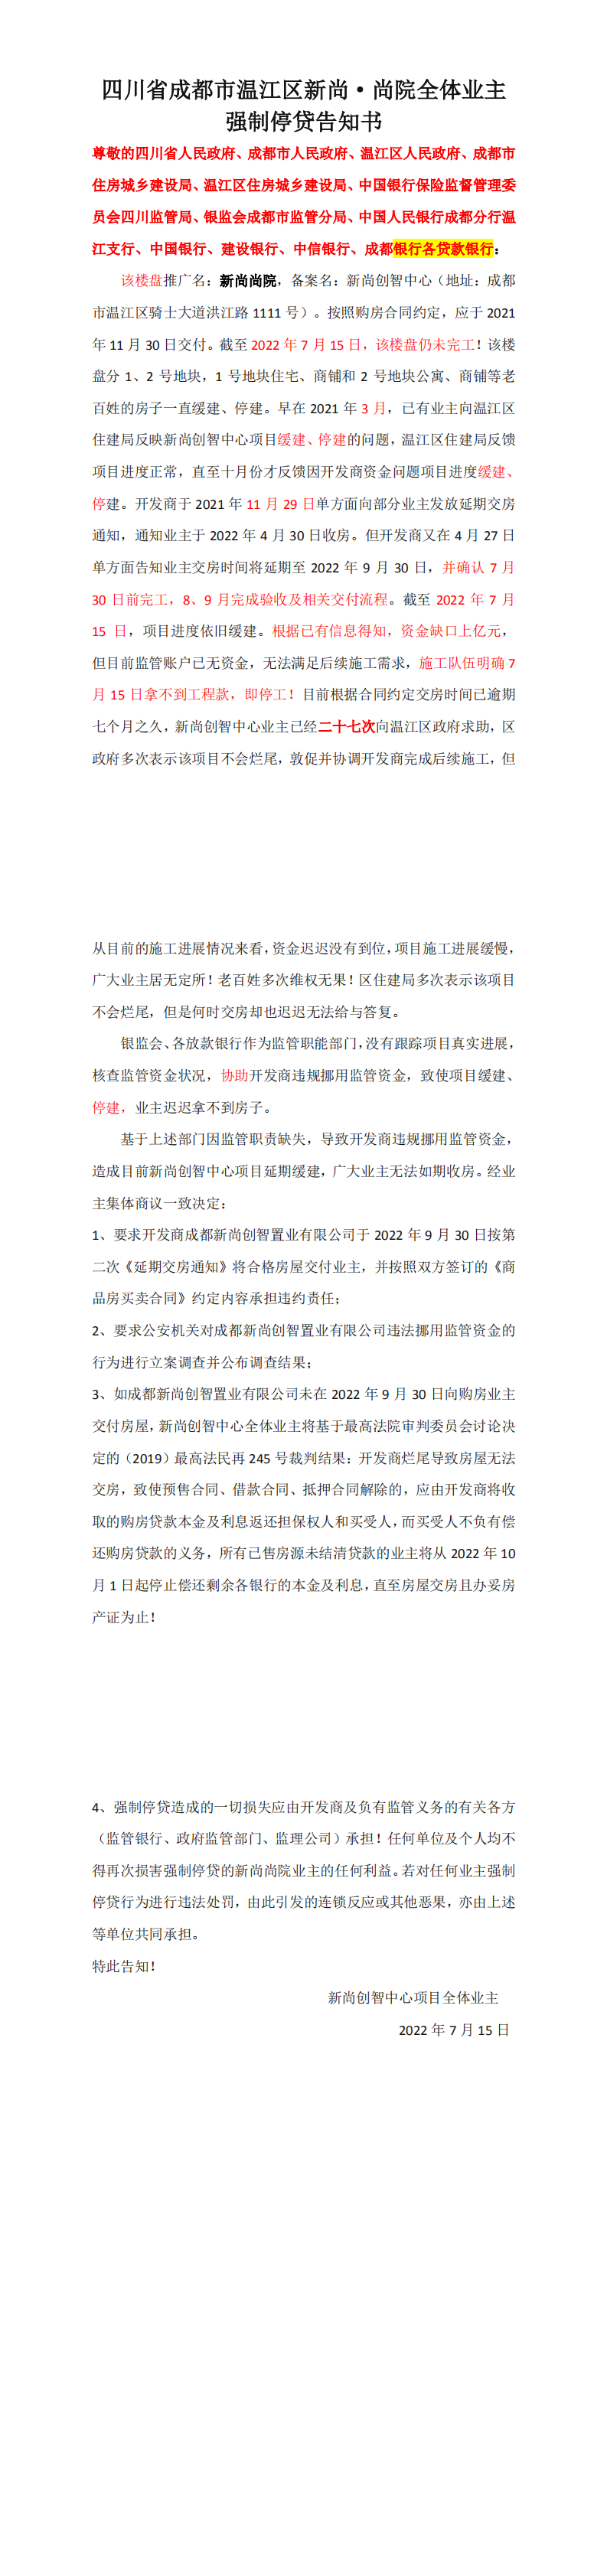 四川省成都市温江区新尚·尚院全体业主
强制停贷告知书
尊敬的四川省人民政府、成都市人民政府、温江区人民政府、成都市
住房城乡建设局、温江区住房城乡建设局、中国银行保险监督管理委
员会四川监管局、银监会成都市监管分局、中国人民银行成都分行温
江支行、中国银行、建设银行、中信银行、成都银行各贷款银行：
该楼盘推广名：新尚尚院，备案名：新尚创智中心（地址：成都
市温江区骑士大道洪江路 1111 号）。按照购房合同约定，应于 2021
年 11 月 30 日交付。截至 2022 年 7 月 15 日，该楼盘仍未完工！该楼
盘分 1、2 号地块，1 号地块住宅、商铺和 2 号地块公寓、商铺等老
百姓的房子一直缓建、停建。早在 2021 年 3 月，已有业主向温江区
住建局反映新尚创智中心项目缓建、停建的问题，温江区住建局反馈
项目进度正常，直至十月份才反馈因开发商资金问题项目进度缓建、
停建。开发商于 2021 年 11 月 29 日单方面向部分业主发放延期交房
通知，通知业主于 2022 年 4 月 30 日收房。但开发商又在 4 月 27 日
单方面告知业主交房时间将延期至 2022 年 9 月 30 日，并确认 7 月
30 日前完工，8、9 月完成验收及相关交付流程。截至 2022 年 7 月
15 日，项目进度依旧缓建。根据已有信息得知，资金缺口上亿元，
但目前监管账户已无资金，无法满足后续施工需求，施工队伍明确 7
月 15 日拿不到工程款，即停工！目前根据合同约定交房时间已逾期
七个月之久，新尚创智中心业主已经二十七次向温江区政府求助，区
政府多次表示该项目不会烂尾，敦促并协调开发商完成后续施工，但
从目前的施工进展情况来看，资金迟迟没有到位，项目施工进展缓慢，
广大业主居无定所！老百姓多次维权无果！区住建局多次表示该项目
不会烂尾，但是何时交房却也迟迟无法给与答复。
银监会、各放款银行作为监管职能部门，没有跟踪项目真实进展，
核查监管资金状况，协助开发商违规挪用监管资金，致使项目缓建、
停建，业主迟迟拿不到房子。
基于上述部门因监管职责缺失，导致开发商违规挪用监管资金，
造成目前新尚创智中心项目延期缓建，广大业主无法如期收房。经业
主集体商议一致决定：
1、要求开发商成都新尚创智置业有限公司于 2022 年 9 月 30 日按第
二次《延期交房通知》将合格房屋交付业主，并按照双方签订的《商
品房买卖合同》约定内容承担违约责任；
2、要求公安机关对成都新尚创智置业有限公司违法挪用监管资金的
行为进行立案调查并公布调查结果；
3、如成都新尚创智置业有限公司未在 2022 年 9 月 30 日向购房业主
交付房屋，新尚创智中心全体业主将基于最高法院审判委员会讨论决
定的（2019）最高法民再 245 号裁判结果：开发商烂尾导致房屋无法
交房，致使预售合同、借款合同、抵押合同解除的，应由开发商将收
取的购房贷款本金及利息返还担保权人和买受人，而买受人不负有偿
还购房贷款的义务，所有已售房源未结清贷款的业主将从 2022 年 10
月 1 日起停止偿还剩余各银行的本金及利息，直至房屋交房且办妥房
产证为止！
4、强制停贷造成的一切损失应由开发商及负有监管义务的有关各方
（监管银行、政府监管部门、监理公司）承担！任何单位及个人均不
得再次损害强制停贷的新尚尚院业主的任何利益。若对任何业主强制
停贷行为进行违法处罚，由此引发的连锁反应或其他恶果，亦由上述
等单位共同承担。
特此告知！
新尚创智中心项目全体业主
2022 年 7 月 15 日